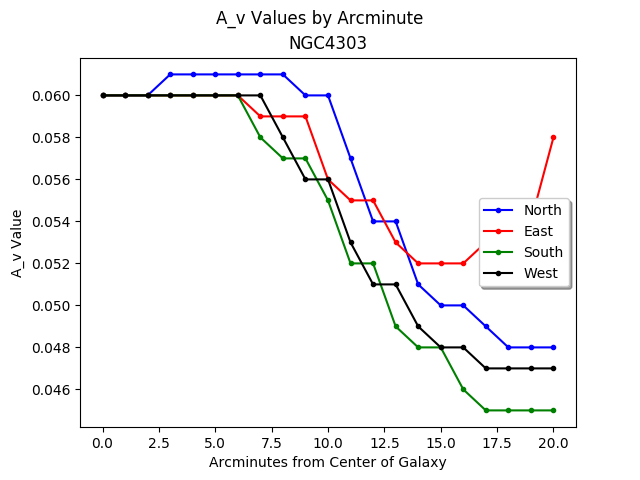 A_v Values by Arcminute
NGC4303
A_v Value
0.060
0.058
0.056
0.054
0.052
0.050
0.048
0.046
North
East
South
West
0.0 2.5 5.0 7.5 10.0 12.5 15.0 17.5 20.0
Arcminutes from Center of Galaxy